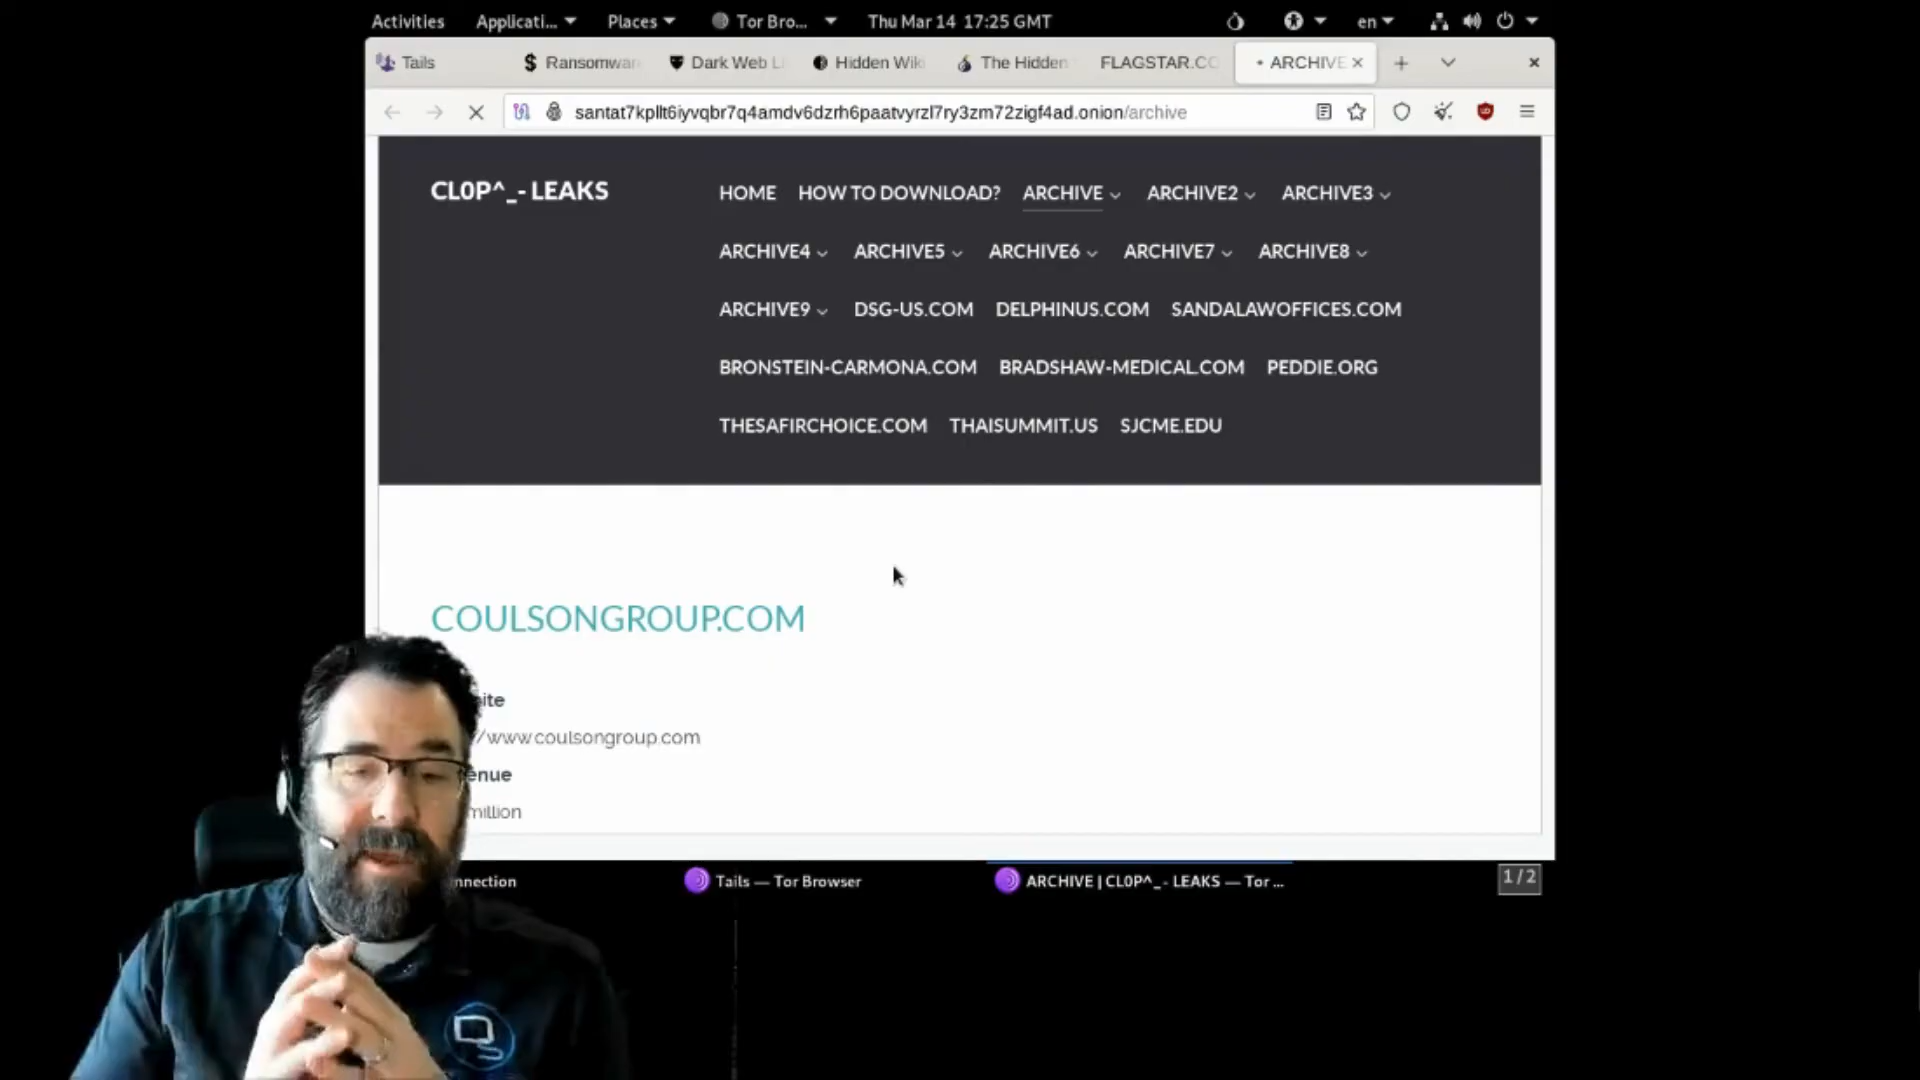 Activities Applicati... Places Tor Bro... Thu Mar 14 17:25 GMT en
Tails $ Ransomwar Dark Web Li Hidden Wiki The Hidden FLAGSTAR.CO • ARCHIVE
santat7kpllt6iyvqbr7q4amdv6dzrh6paatvyrzl7ry3zm72zigf4ad.onion/archive
CL0P^_- LEAKS
HOME HOW TO DOWNLOAD? ARCHIVE ARCHIVE2 ARCHIVE3
ARCHIVE4 ARCHIVE5 ARCHIVE6 ARCHIVE7 ARCHIVE8
ARCHIVE9 DSG-US.COM DELPHINUS.COM SANDALAWOFFICES.COM
BRONSTEIN-CARMONA.COM BRADSHAW-MEDICAL.COM PEDDIE.ORG
THESAFIRCHOICE.COM THAISUMMIT.US SJCME.EDU
COULSONGROUP.COM
ite
/www.coulsongroup.com
enue
million
nnection Tails — Tor Browser ARCHIVE | CL0P^_- LEAKS — Tor ... 1 / 2